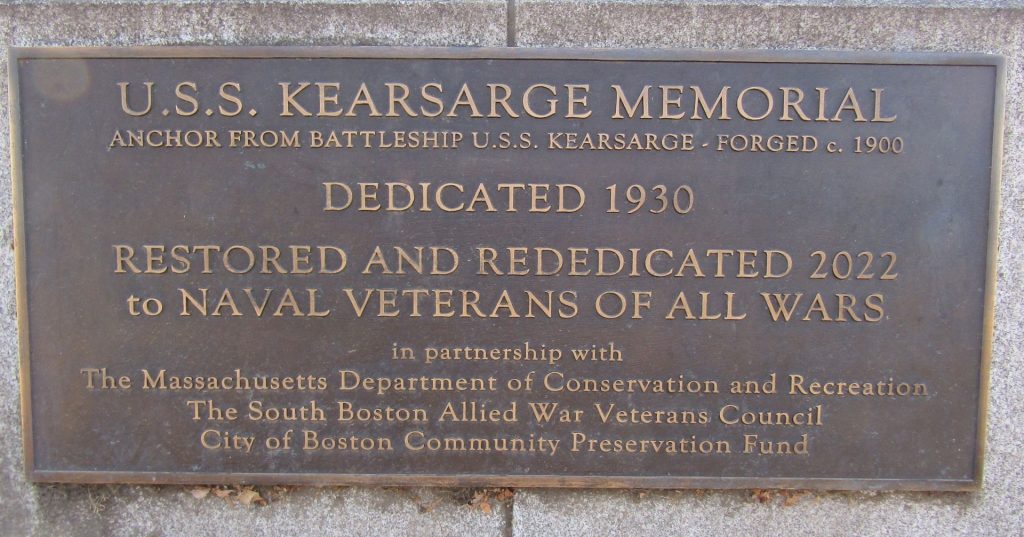 U.S.S. KEARSARGE MEMORIAL
ANCHOR FROM BATTLESHIP U.S.S. KEARSARGE - FORGED c. 1900
DEDICATED 1930
RESTORED AND REDEDICATED 2022
to NAVAL VETERANS OF ALL WARS
in partnership with
The Massachusetts Department of Conservation and Recreation
The South Boston Allied War Veterans Council
City of Boston Community Preservation Fund